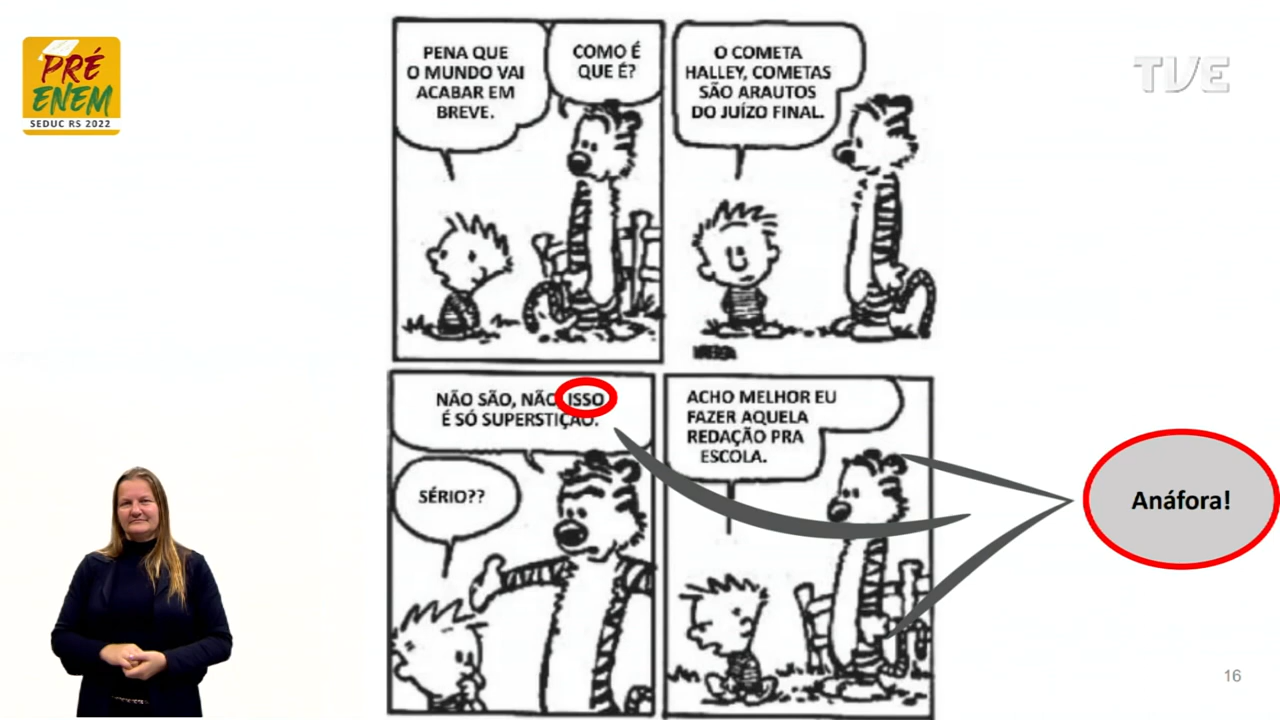 PRÉ
ENEM
SEDUC RS 2022
TVE
PENA QUE
O MUNDO VAI
ACABAR EM
BREVE.
COMO É
QUE É?
O COMETA
HALLEY, COMETAS
SÃO ARAUTOS
DO JUÍZO FINAL.
NÃO SÃO, NÃO ISSO
É SÓ SUPERSTIÇÃO.
SÉRIO??
ACHO MELHOR EU
FAZER AQUELA
REDAÇÃO PRA
ESCOLA.
Anáfora!
16